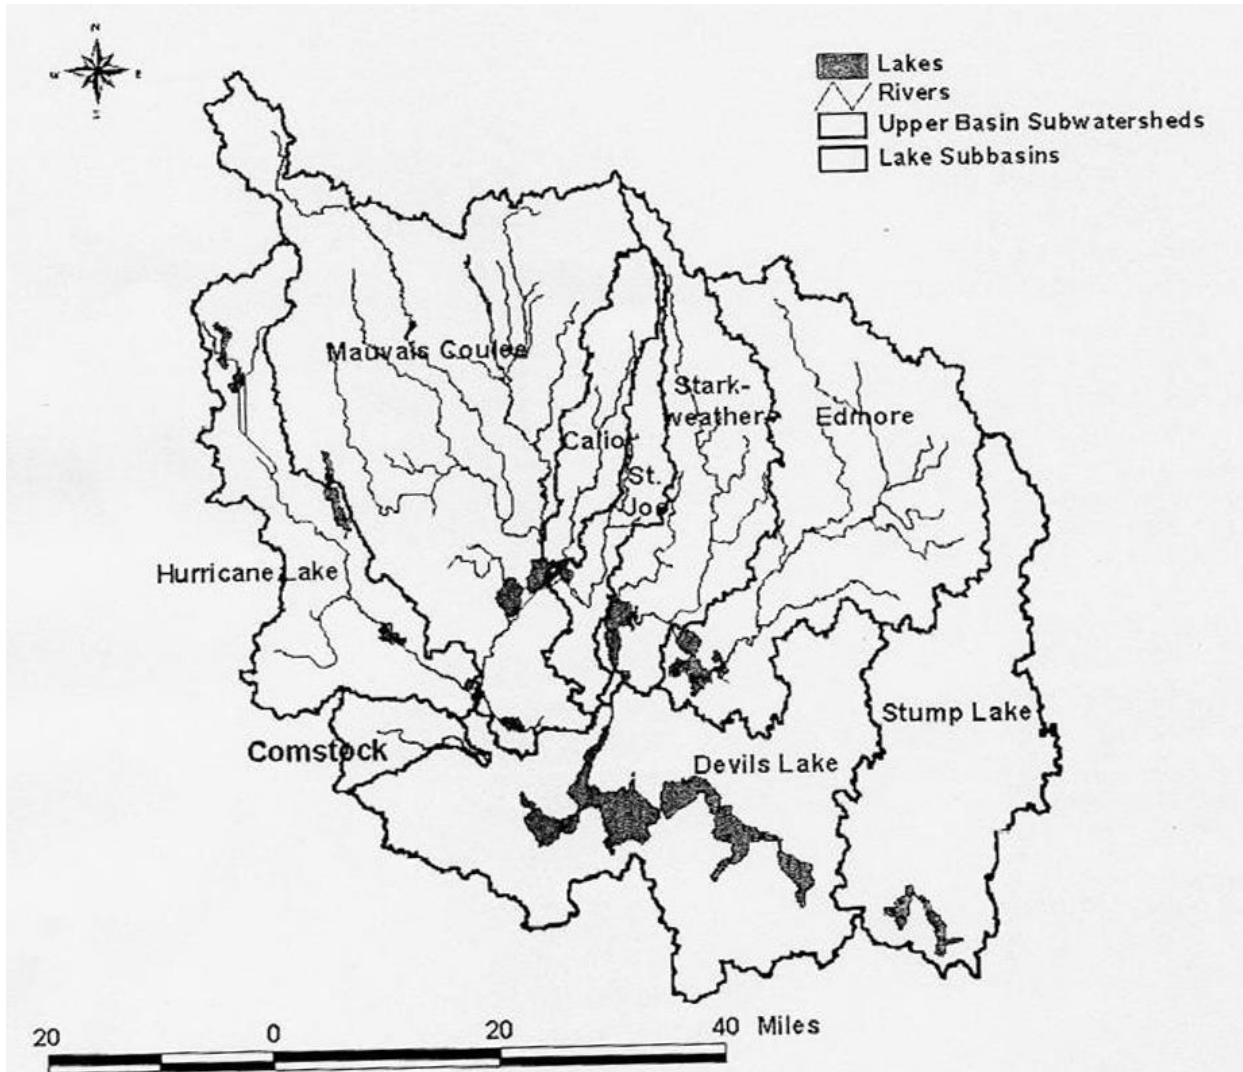 N
E
Lakes
Rivers
Upper Basin Subwatersheds
Lake Subbasins
Mauvais Coulee
Stark-
weather
Edmore
Calio
St.
Joe
Hurricane Lake
Stump Lake
Comstock
Devils Lake
20
0
20
40 Miles